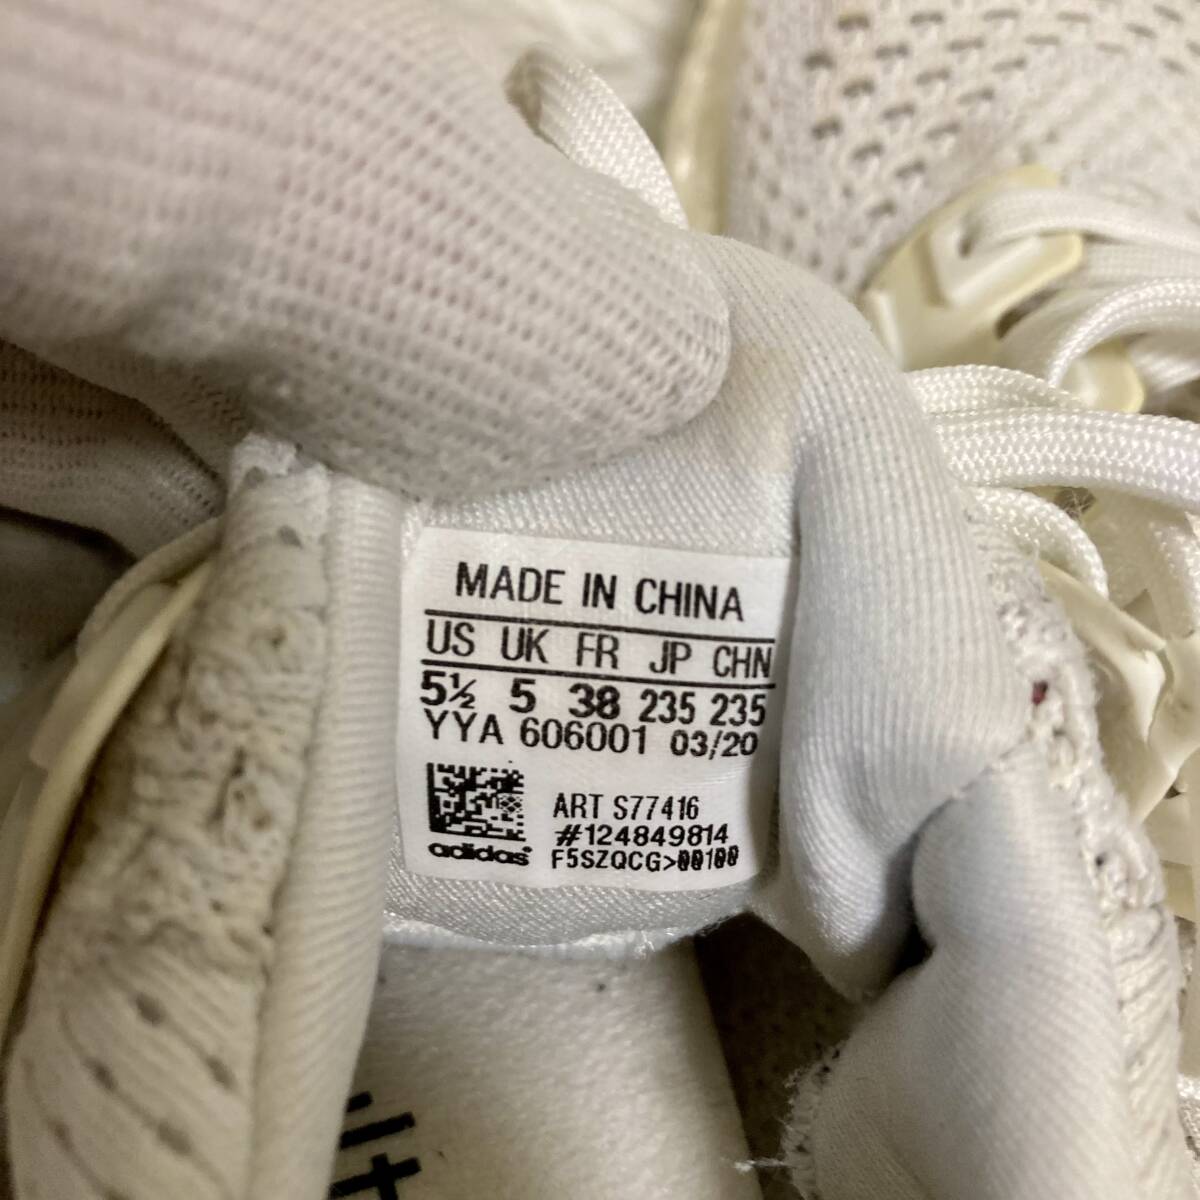 MADE IN CHINA
US UK FR JP CHN
5½ 5 38 235 235
YYA 606001 03/20
ART S77416
#124849814
adidas
F5SZQCG>00100